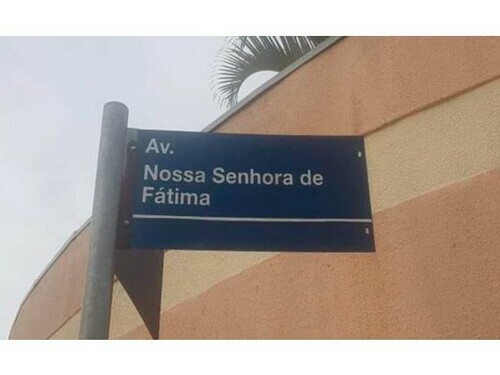 Av.
Nossa Senhora de
Fátima